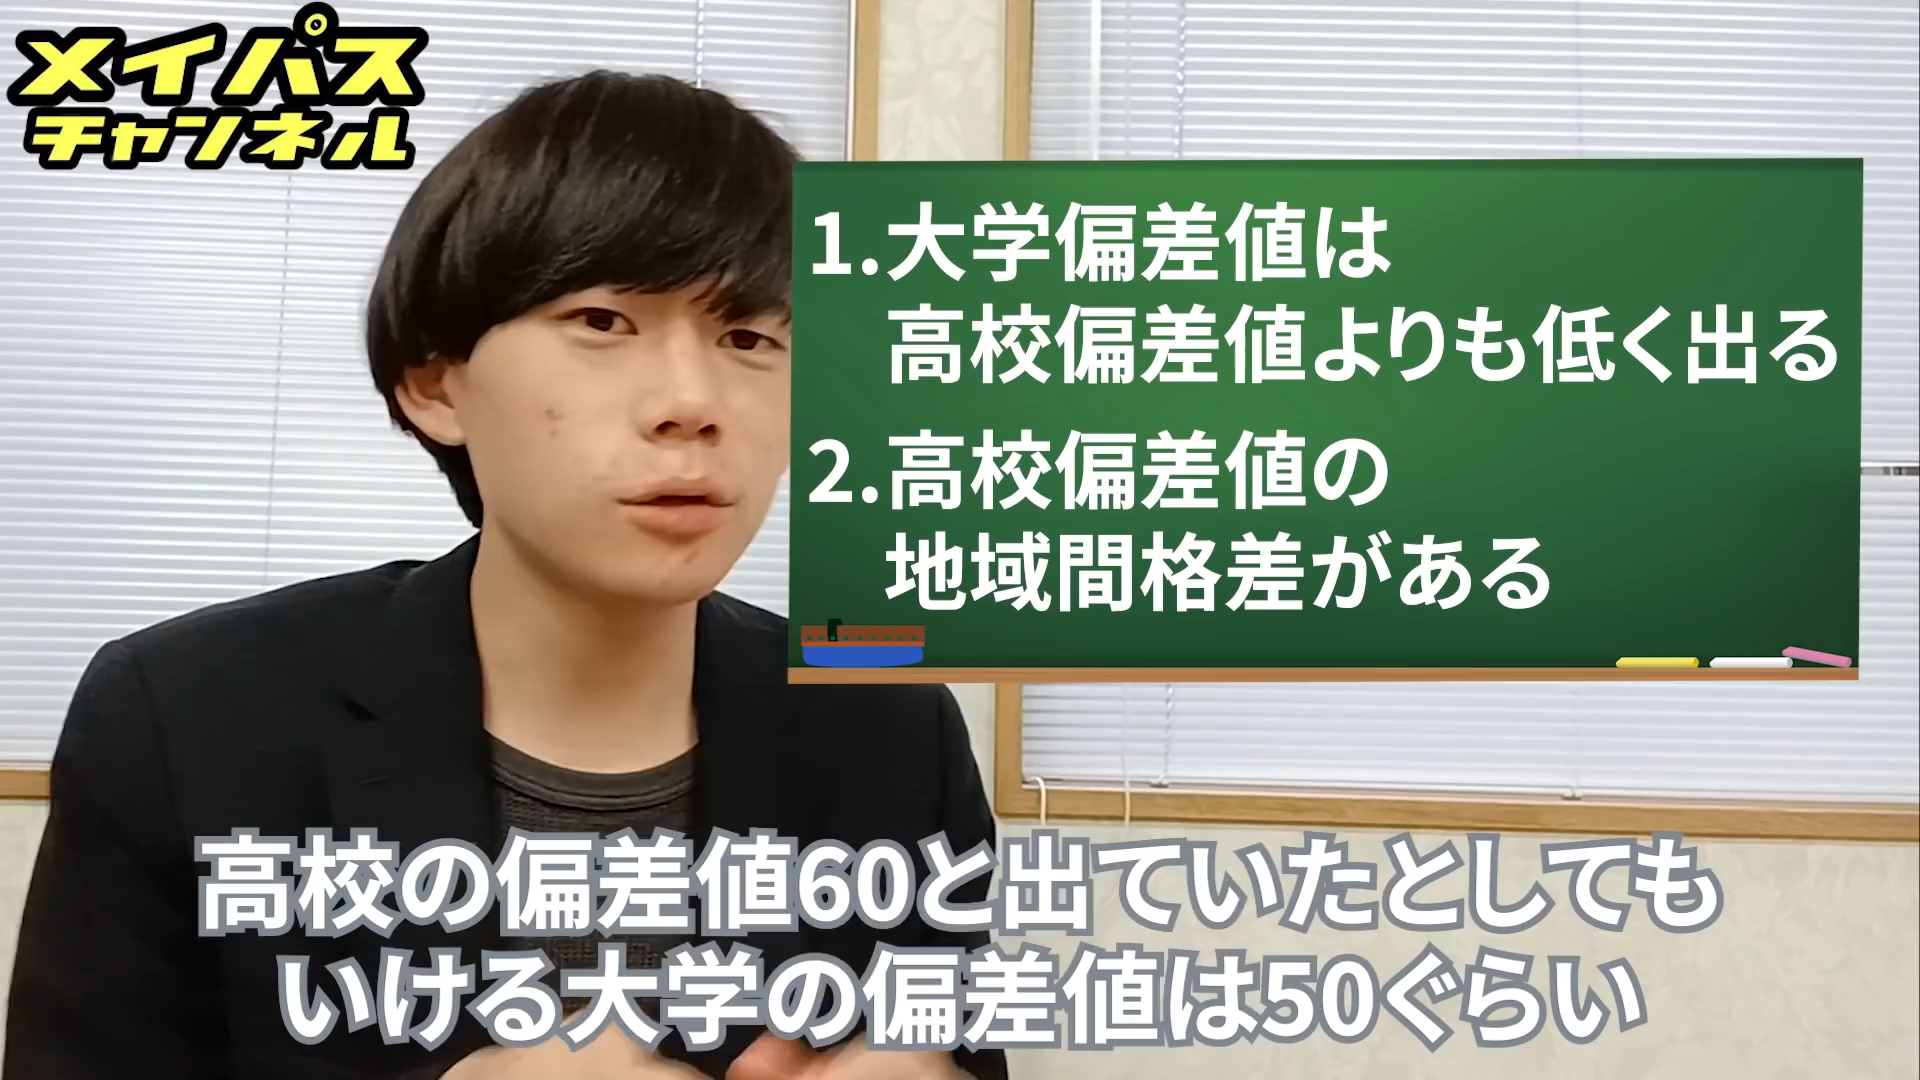 メイパス
チャンネル
1.大学偏差値は
高校偏差値よりも低く出る
2.高校偏差値の
地域間格差がある
高校の偏差値60と出ていたとしても
いける大学の偏差値は50ぐらい